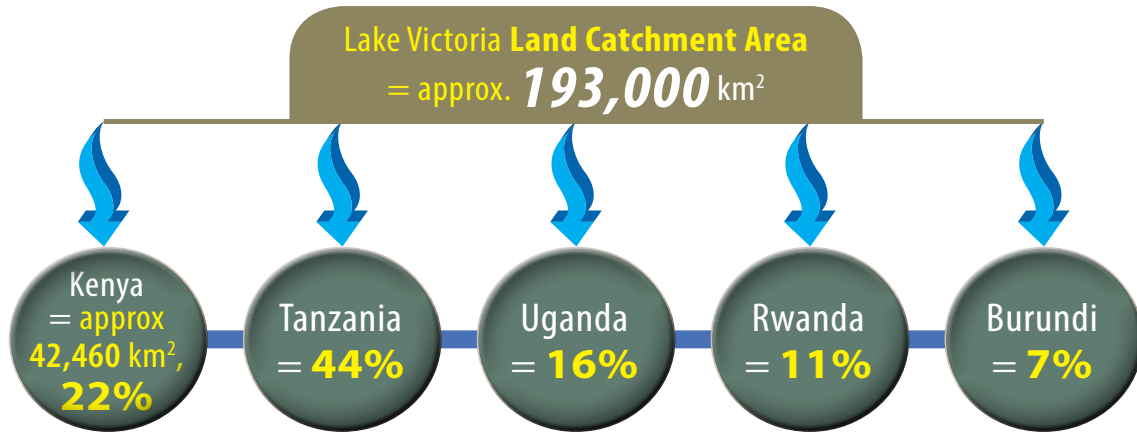 Lake Victoria Land Catchment Area
= approx. 193,000 km²
Kenya
= approx
42,460 km²,
22%
Tanzania
= 44%
Uganda
= 16%
Rwanda
= 11%
Burundi
= 7%